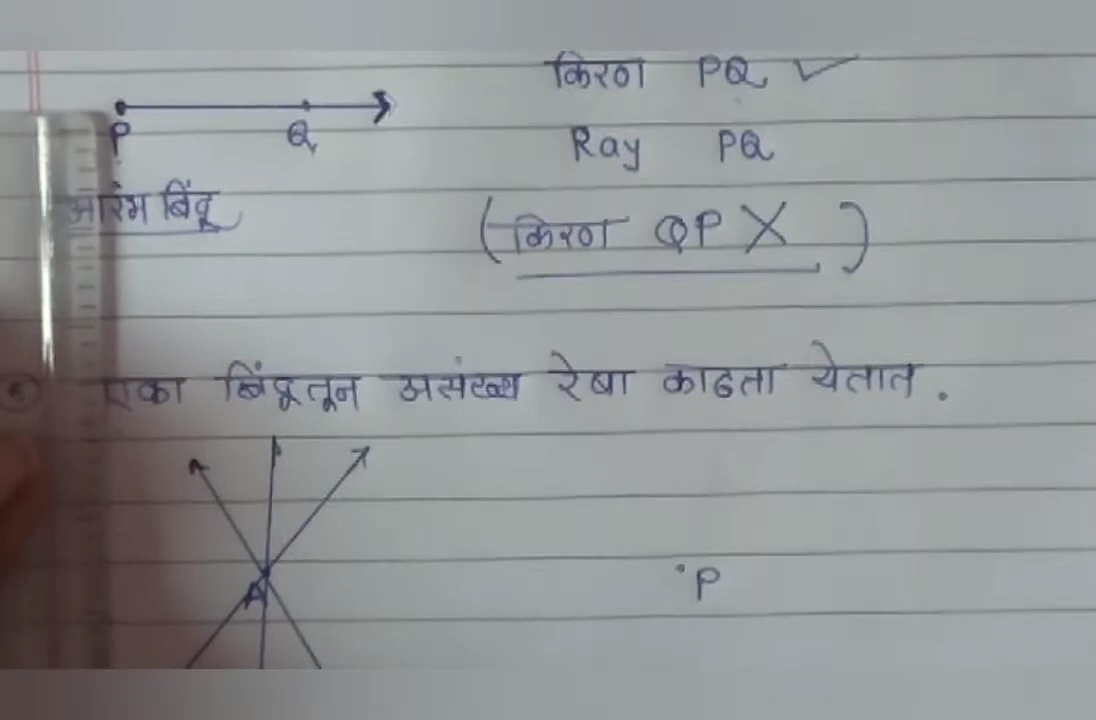 किरण PQ ✓
P Q
Ray PQ
आरंभ बिंदू
(किरण QP X)
एका बिंदूतून असंख्य रेषा काढता येतात.
A
P